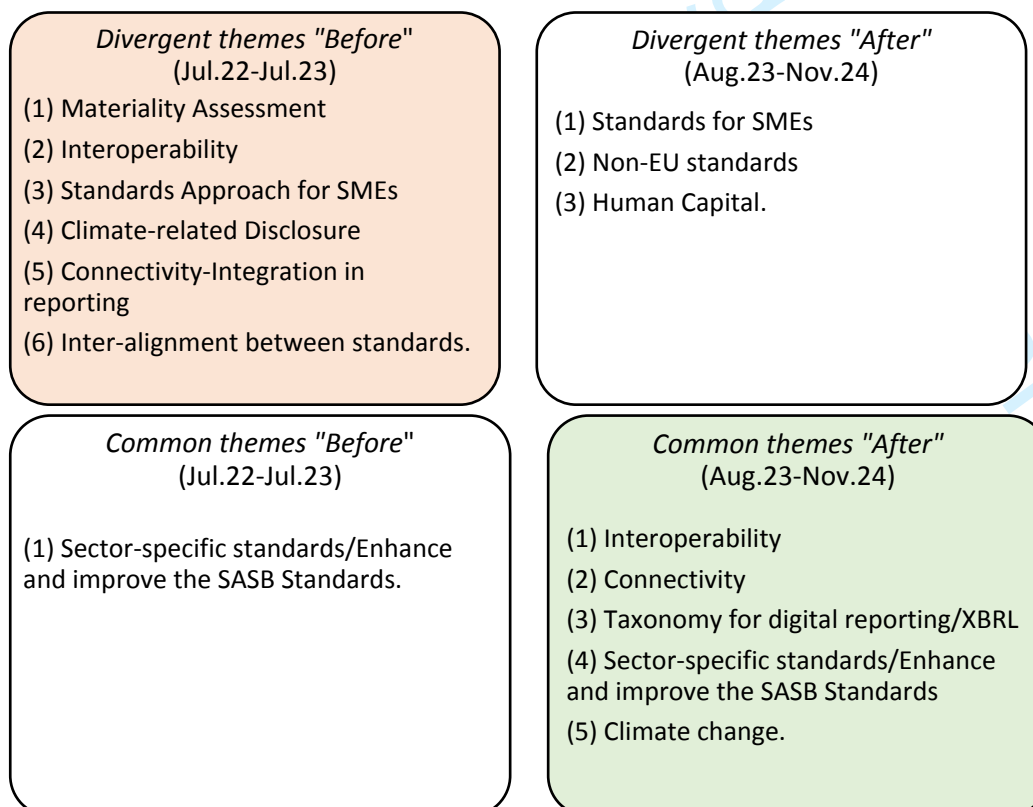 Divergent themes "Before"
(Jul.22-Jul.23)
(1) Materiality Assessment
(2) Interoperability
(3) Standards Approach for SMEs
(4) Climate-related Disclosure
(5) Connectivity-Integration in
reporting
(6) Inter-alignment between standards.
Divergent themes "After"
(Aug.23-Nov.24)
(1) Standards for SMEs
(2) Non-EU standards
(3) Human Capital.
Common themes "Before"
(Jul.22-Jul.23)
(1) Sector-specific standards/Enhance
and improve the SASB Standards.
Common themes "After"
(Aug.23-Nov.24)
(1) Interoperability
(2) Connectivity
(3) Taxonomy for digital reporting/XBRL
(4) Sector-specific standards/Enhance
and improve the SASB Standards
(5) Climate change.